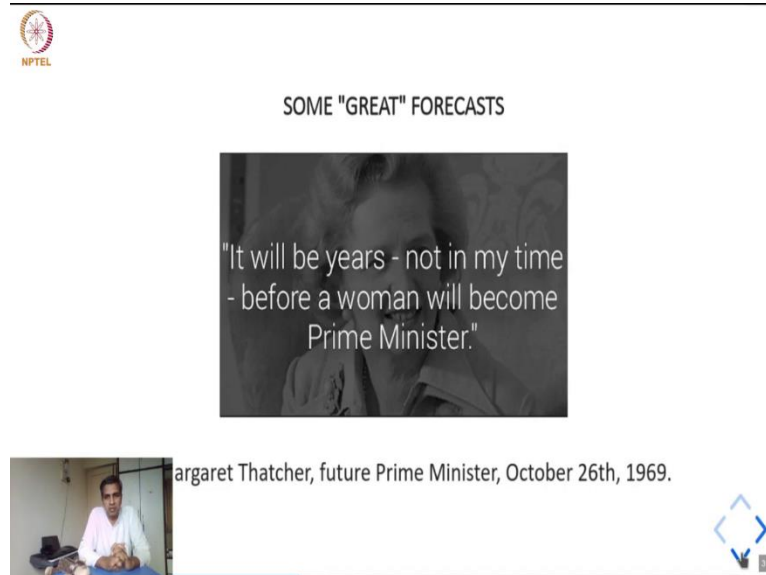 NPTEL
SOME "GREAT" FORECASTS
"It will be years - not in my time
- before a woman will become
Prime Minister."
argaret Thatcher, future Prime Minister, October 26th, 1969.
3